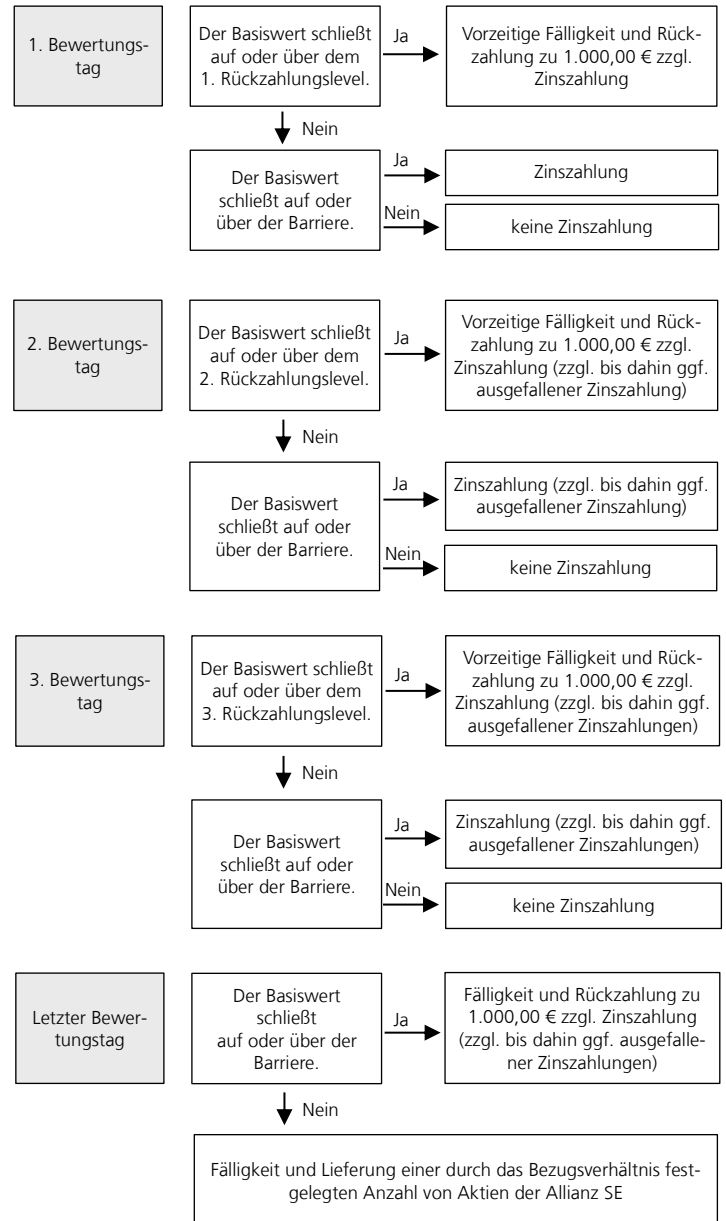 1. Bewertungs-
tag
Der Basiswert schließt
auf oder über dem
1. Rückzahlungslevel.
Ja
Vorzeitige Fälligkeit und Rück-
zahlung zu 1.000,00 € zzgl.
Zinszahlung
Nein
Der Basiswert
schließt auf oder
über der Barriere.
Ja
Zinszahlung
Nein
keine Zinszahlung
2. Bewertungs-
tag
Der Basiswert schließt
auf oder über dem
2. Rückzahlungslevel.
Ja
Vorzeitige Fälligkeit und Rück-
zahlung zu 1.000,00 € zzgl.
Zinszahlung (zzgl. bis dahin ggf.
ausgefallener Zinszahlung)
Nein
Der Basiswert
schließt auf oder
über der Barriere.
Ja
Zinszahlung (zzgl. bis dahin ggf.
ausgefallener Zinszahlung)
Nein
keine Zinszahlung
3. Bewertungs-
tag
Der Basiswert schließt
auf oder über dem
3. Rückzahlungslevel.
Ja
Vorzeitige Fälligkeit und Rück-
zahlung zu 1.000,00 € zzgl.
Zinszahlung (zzgl. bis dahin ggf.
ausgefallener Zinszahlungen)
Nein
Der Basiswert
schließt auf oder
über der Barriere.
Ja
Zinszahlung (zzgl. bis dahin ggf.
ausgefallener Zinszahlungen)
Nein
keine Zinszahlung
Letzter Bewer-
tungstag
Der Basiswert
schließt
auf oder über der
Barriere.
Ja
Fälligkeit und Rückzahlung zu
1.000,00 € zzgl. Zinszahlung
(zzgl. bis dahin ggf. ausgefalle-
ner Zinszahlungen)
Nein
Fälligkeit und Lieferung einer durch das Bezugsverhältnis fest-
gelegten Anzahl von Aktien der Allianz SE